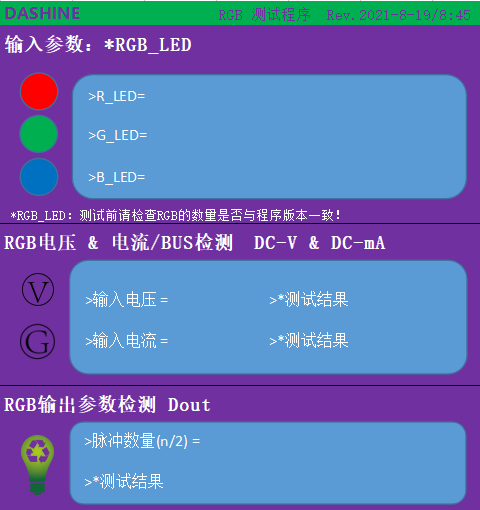 DASHINE RGB 测试程序 Rev.2021-8-19/8:45
输入参数：*RGB_LED
>R_LED=
>G_LED=
>B_LED=
*RGB_LED：测试前请检查RGB的数量是否与程序版本一致！
RGB电压 & 电流/BUS检测 DC-V & DC-mA
V
>输入电压 = >*测试结果
G
>输入电流 = >*测试结果
RGB输出参数检测 Dout
>脉冲数量(n/2) =
>*测试结果